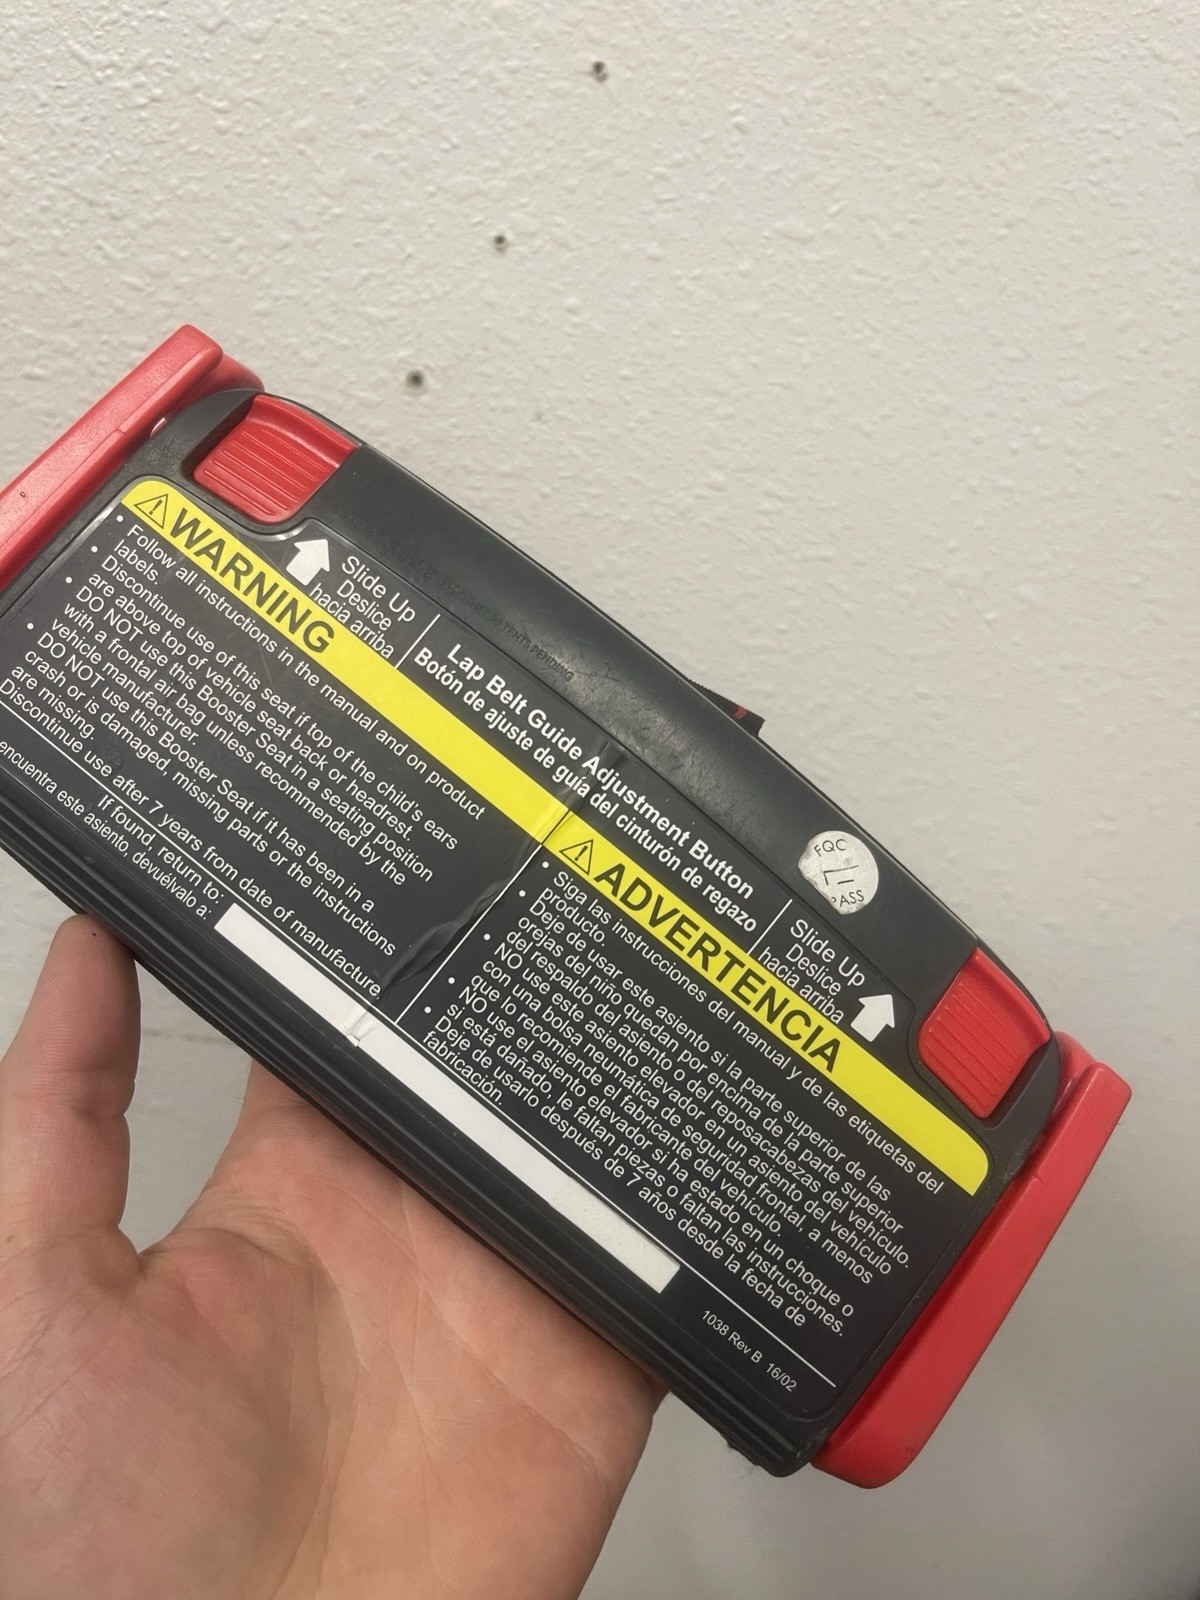 Slide Up
Deslice
hacia arriba
Lap Belt Guide Adjustment Button
Botón de ajuste de guía del cinturón de regazo
Slide Up
Deslice
hacia arriba
FQC
PASS
PATENTS PENDING
WARNING
• Follow all instructions in the manual and on product
labels.
• Discontinue use of this seat if top of the child's ears
are above top of vehicle seat back or headrest.
• DO NOT use this Booster Seat in a seating position
with a frontal air bag unless recommended by the
vehicle manufacturer.
• DO NOT use this Booster Seat if it has been in a
crash or is damaged, missing parts or the instructions
are missing.
Discontinue use after 7 years from date of manufacture.
ADVERTENCIA
• Siga las instrucciones del manual y de las etiquetas del
producto.
• Deje de usar este asiento si la parte superior de las
orejas del niño quedan por encima de la parte superior
del respaldo del asiento o del reposacabezas del vehículo.
• NO use este asiento elevador en un asiento del vehículo
con una bolsa neumática de seguridad frontal, a menos
que lo recomiende el fabricante del vehículo.
• NO use el asiento elevador si ha estado en un choque o
si está dañado, le faltan piezas o faltan las instrucciones.
• Deje de usarlo después de 7 años desde la fecha de
fabricación.
If found, return to:
encuentra este asiento, devuélvalo a:
1038 Rev B 16/02